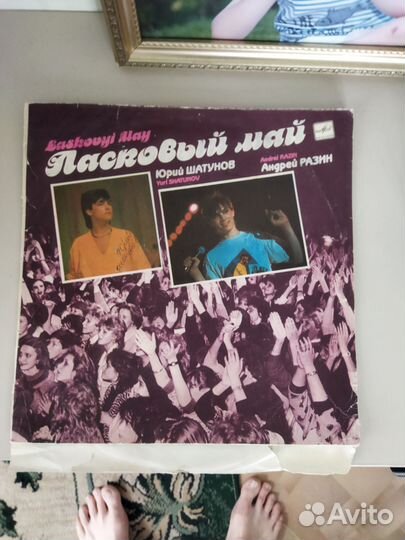 Laskovyi May
Ласковый май
Юрий ШАТУНОВ
Yuri SHATUNOV
Andrei RAZIN
Андрей РАЗИН
Avito